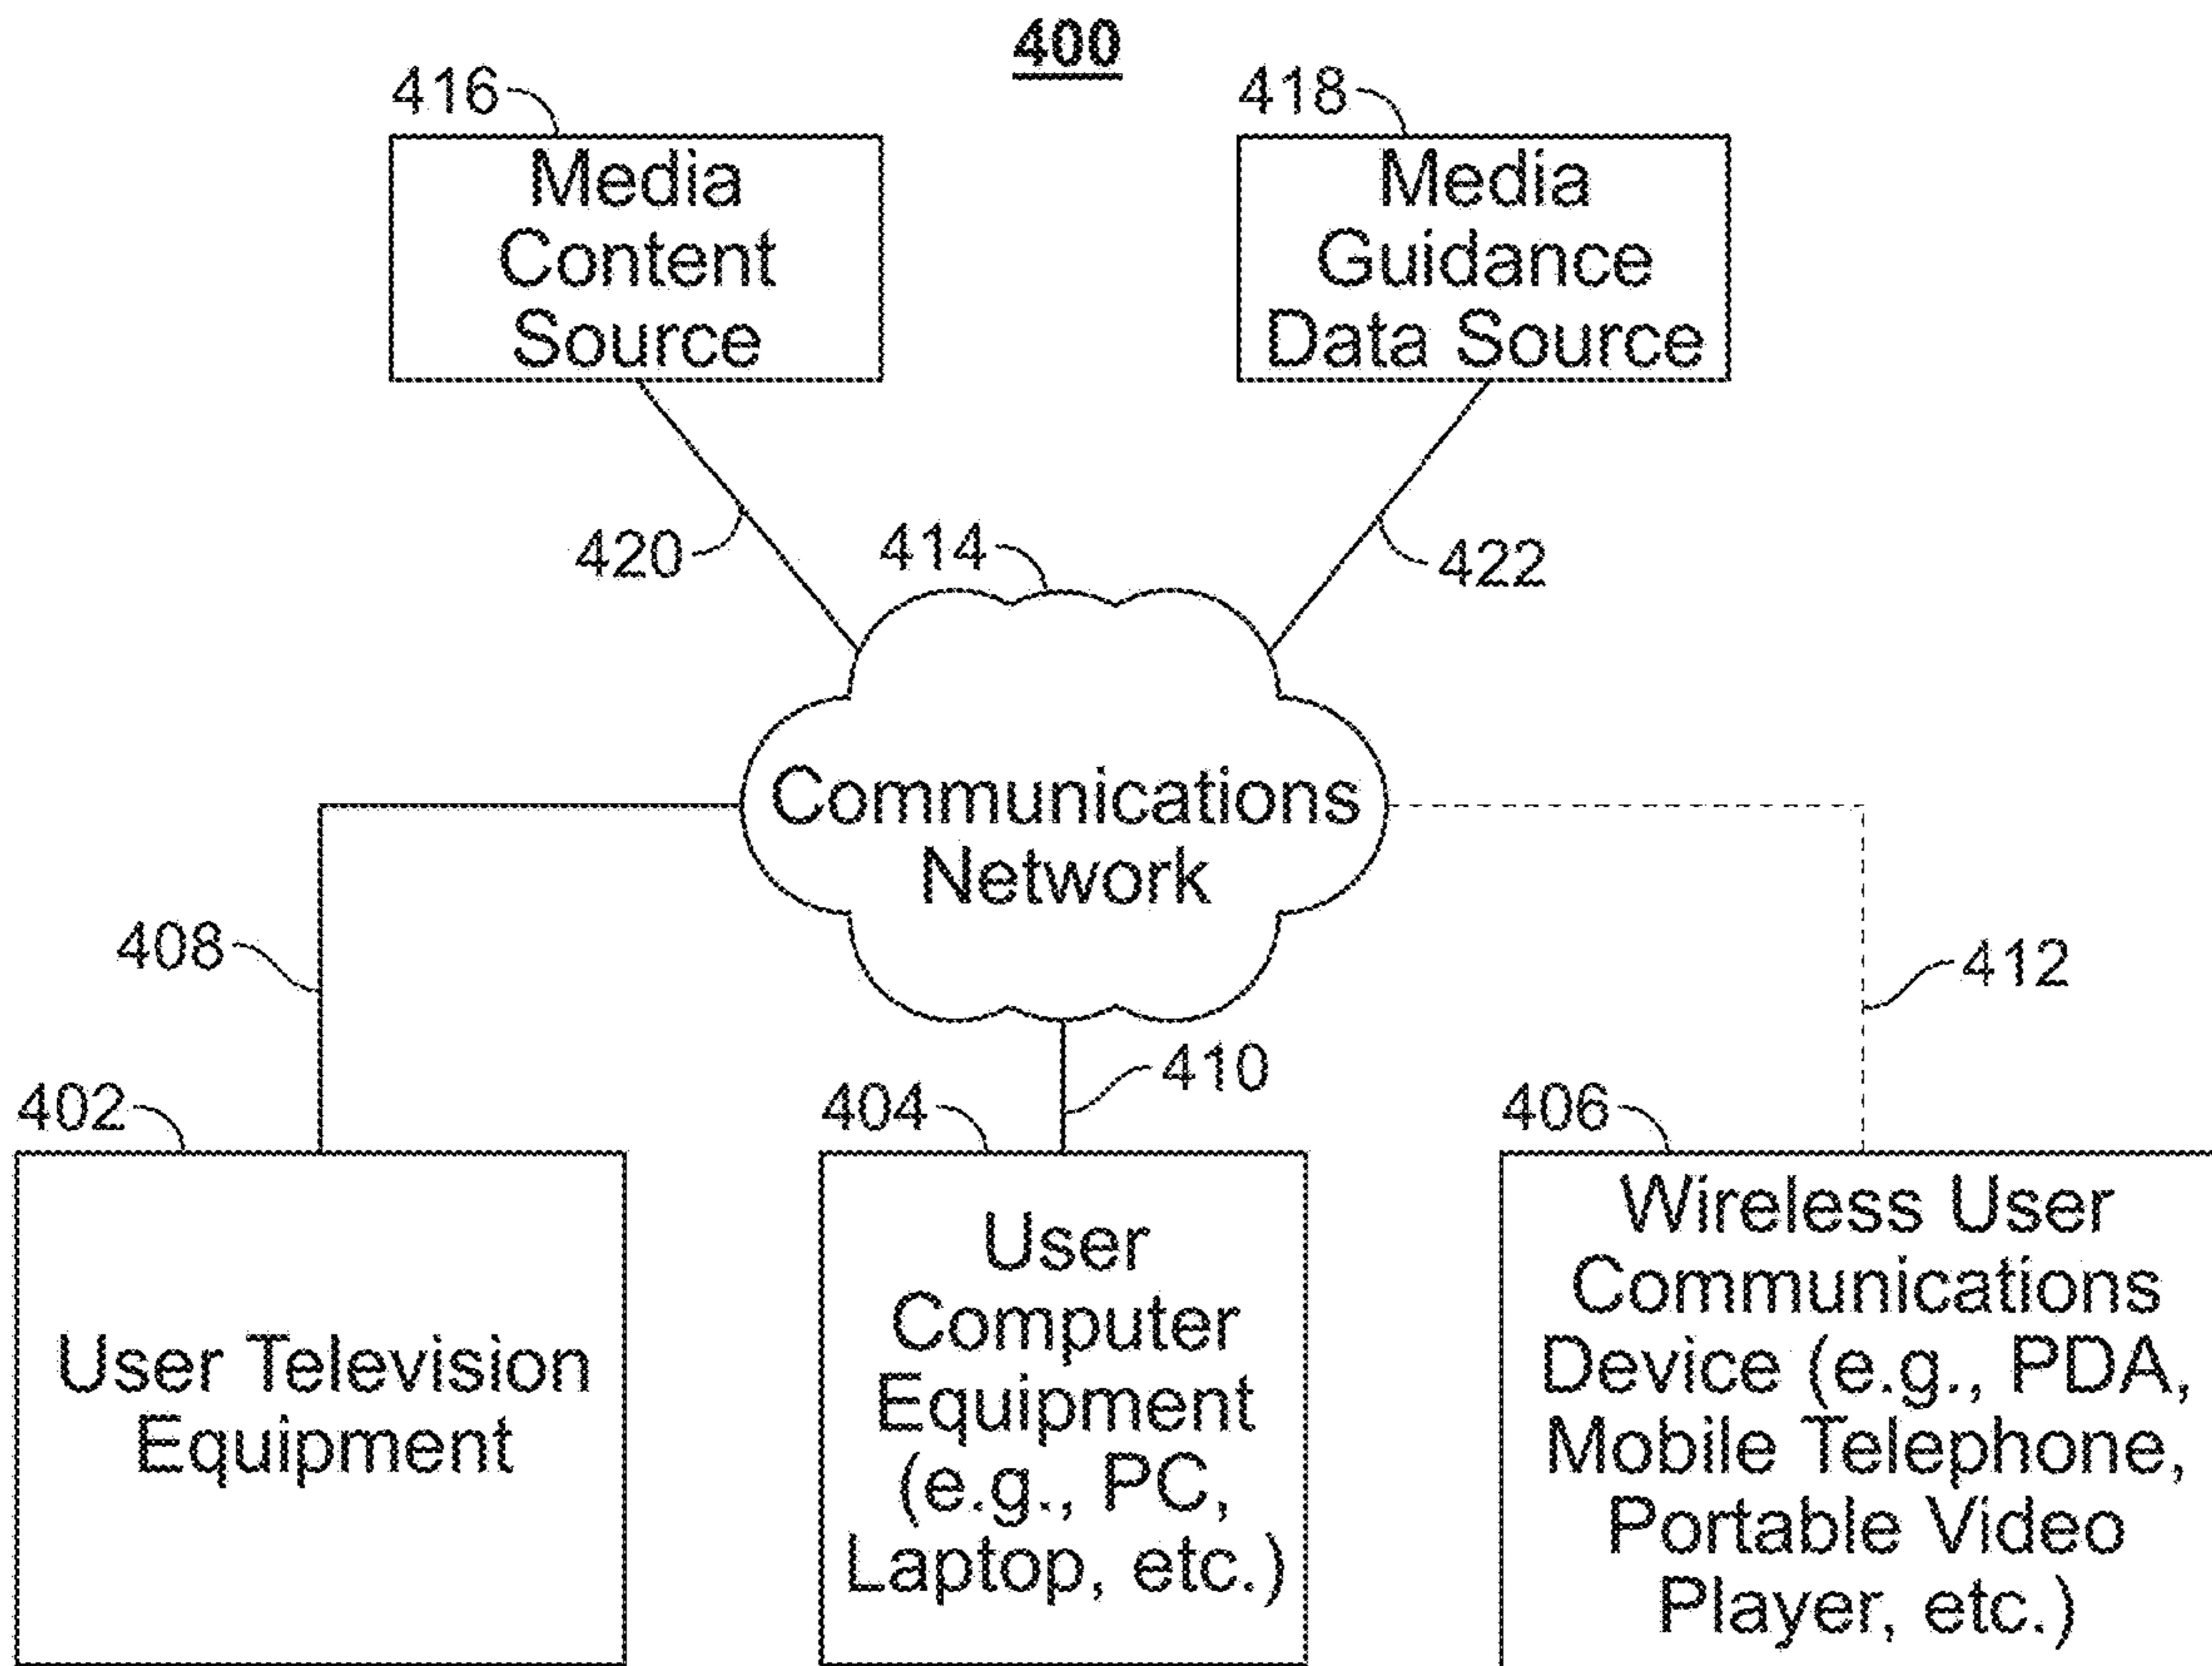 400
416
418
Media
Content
Source
Media
Guidance
Data Source
420
414
422
Communications
Network
408
412
410
402
404
406
User Television
Equipment
User
Computer
Equipment
(e.g., PC,
Laptop, etc.)
Wireless User
Communications
Device (e.g., PDA,
Mobile Telephone,
Portable Video
Player, etc.)